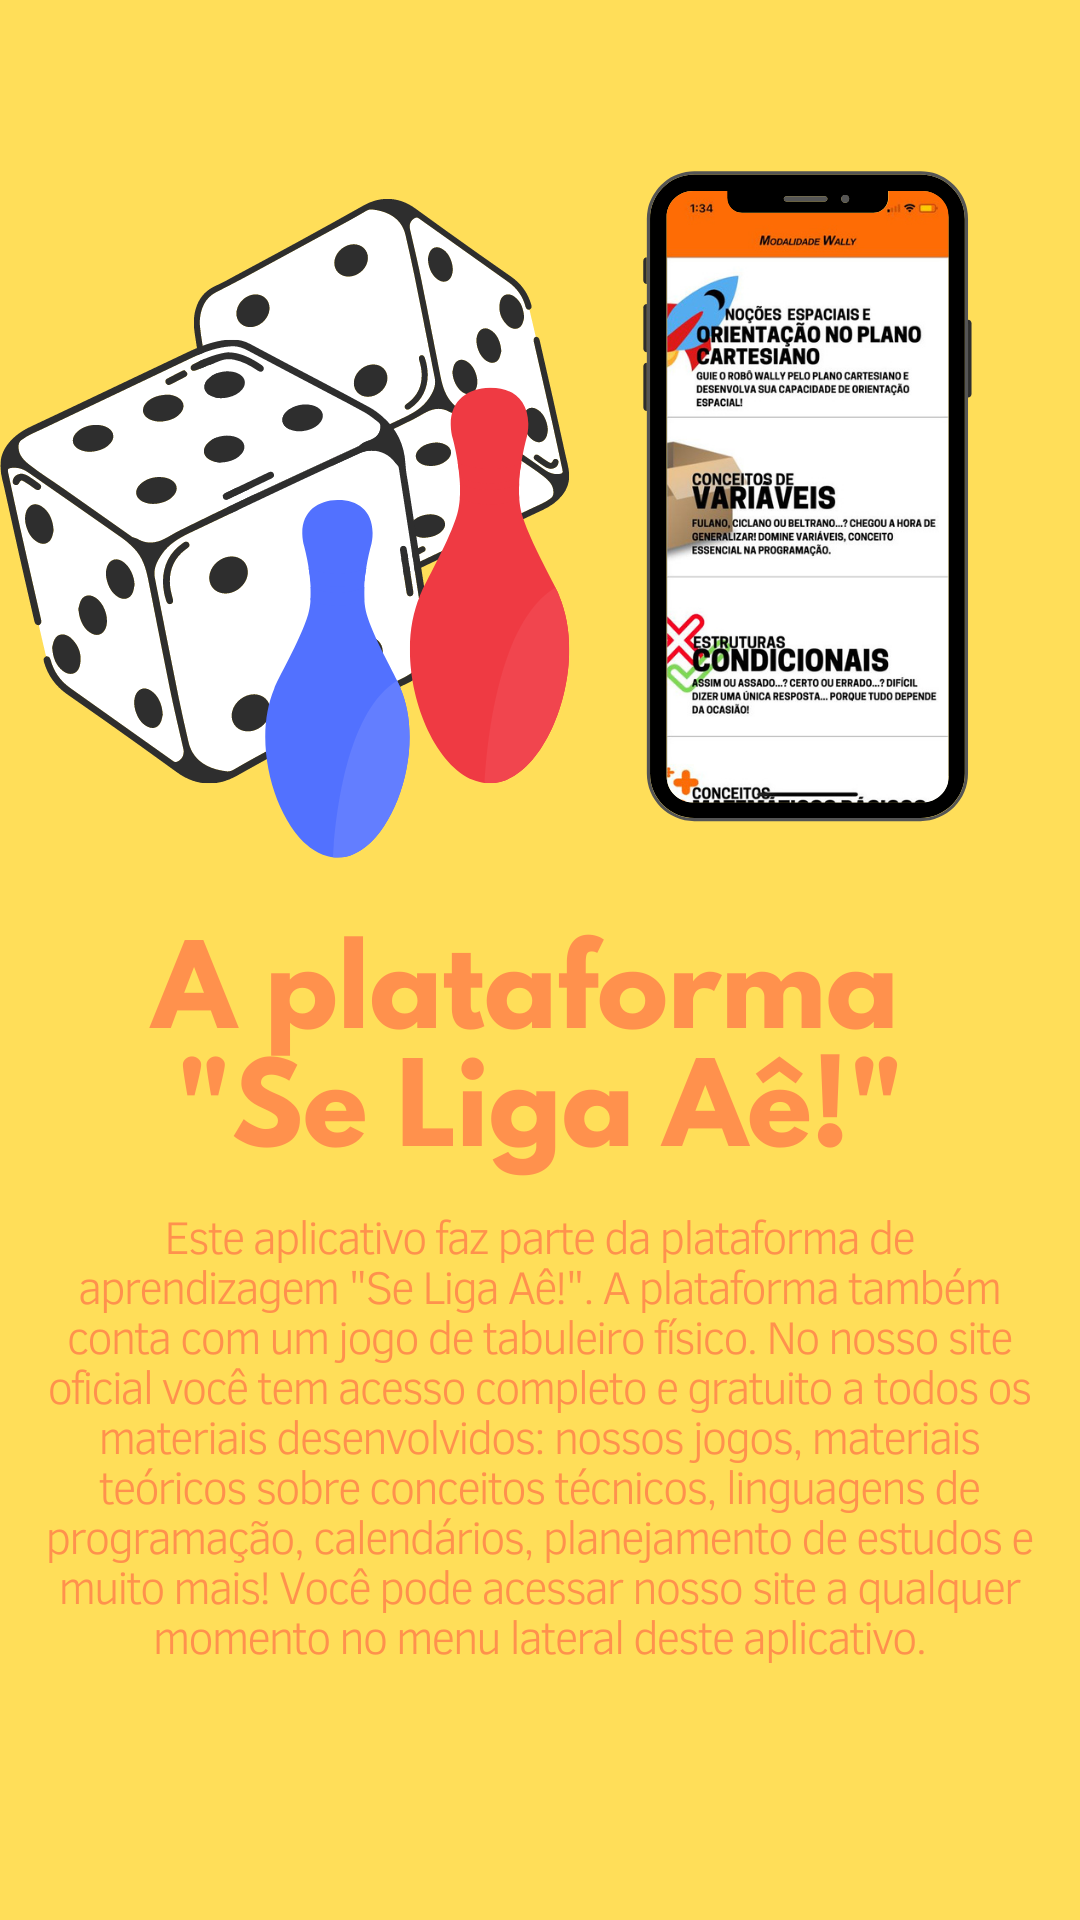 1:34
MODALIDADE WALLY
NOÇÕES ESPACIAIS E
ORIENTAÇÃO NO PLANO
CARTESIANO
GUIE O ROBÔ WALLY PELO PLANO CARTESIANO E
DESENVOLVA SUA CAPACIDADE DE ORIENTAÇÃO
ESPACIAL!
CONCEITOS DE
VARIÁVEIS
FULANO, CICLANO OU BELTRANO...? CHEGOU A HORA DE
GENERALIZAR! DOMINE VARIÁVEIS, CONCEITO
ESSENCIAL NA PROGRAMAÇÃO.
ESTRUTURAS
CONDICIONAIS
ASSIM OU ASSADO...? CERTO OU ERRADO...? DIFÍCIL
DIZER UMA ÚNICA RESPOSTA... PORQUE TUDO DEPENDE
DA OCASIÃO!
CONCEITOS
MATEMÁTICOS BÁSICOS
A plataforma
"Se Liga Aê!"
Este aplicativo faz parte da plataforma de
aprendizagem "Se Liga Aê!". A plataforma também
conta com um jogo de tabuleiro físico. No nosso site
oficial você tem acesso completo e gratuito a todos os
materiais desenvolvidos: nossos jogos, materiais
teóricos sobre conceitos técnicos, linguagens de
programação, calendários, planejamento de estudos e
muito mais! Você pode acessar nosso site a qualquer
momento no menu lateral deste aplicativo.